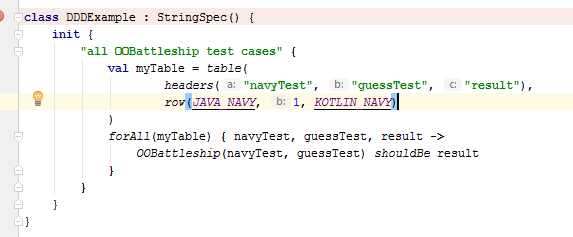 class DDDExample : StringSpec() {
    init {
        "all OOBattleship test cases" {
            val myTable = table(
                    headers( a: "navyTest", b: "guessTest", c: "result"),
                    row(JAVA_NAVY, b: 1, KOTLIN_NAVY)
            )
            forAll(myTable) { navyTest, guessTest, result ->
                OOBattleship(navyTest, guessTest) shouldBe result
            }
        }
    }
}